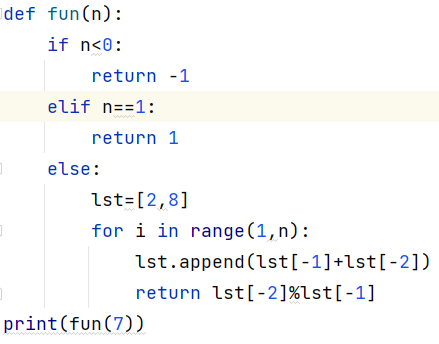 def fun(n):
    if n<0:
        return -1
    elif n==1:
        return 1
    else:
        lst=[2,8]
        for i in range(1,n):
            lst.append(lst[-1]+lst[-2])
            return lst[-2]%lst[-1]
print(fun(7))